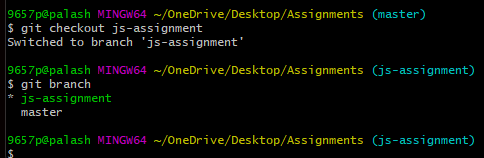 9657p@palash MINGW64 ~/OneDrive/Desktop/Assignments (master)
$ git checkout js-assignment
Switched to branch 'js-assignment'
9657p@palash MINGW64 ~/OneDrive/Desktop/Assignments (js-assignment)
$ git branch
* js-assignment
  master
9657p@palash MINGW64 ~/OneDrive/Desktop/Assignments (js-assignment)
$